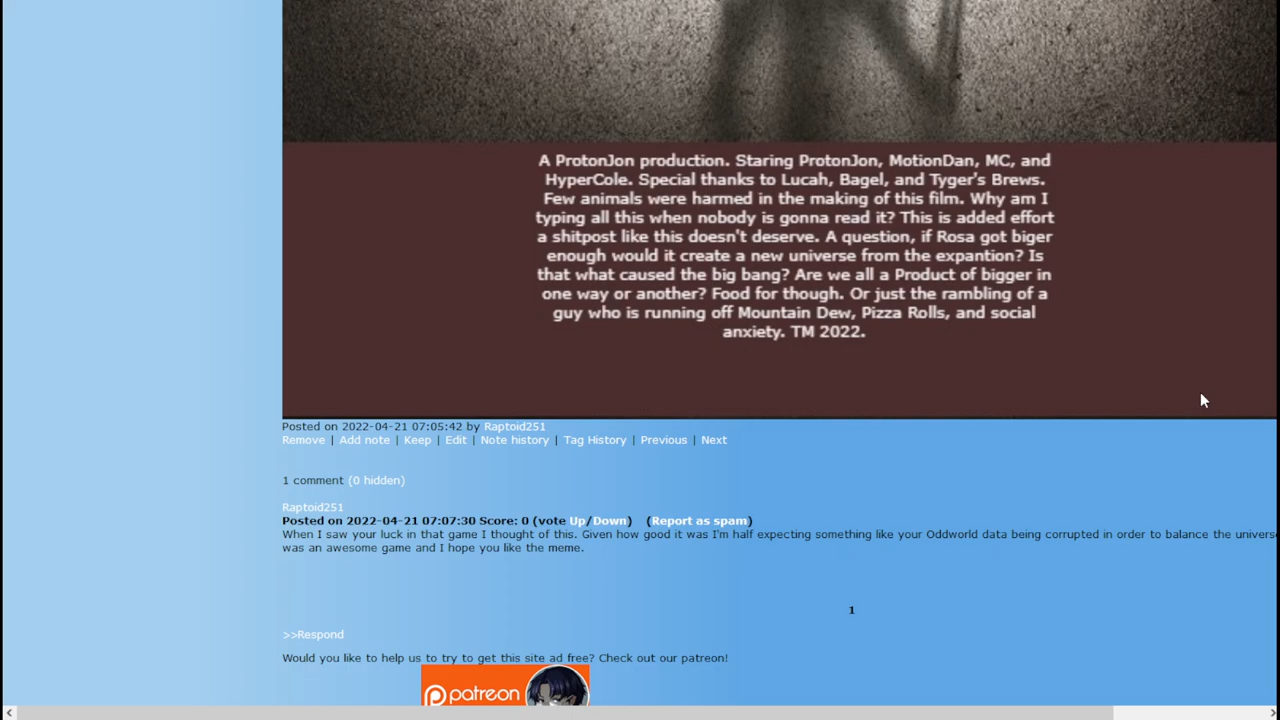 A ProtonJon production. Staring ProtonJon, MotionDan, MC, and
HyperCole. Special thanks to Lucah, Bagel, and Tyger's Brews.
Few animals were harmed in the making of this film. Why am I
typing all this when nobody is gonna read it? This is added effort
a shitpost like this doesn't deserve. A question, if Rosa got biger
enough would it create a new universe from the expantion? Is
that what caused the big bang? Are we all a Product of bigger in
one way or another? Food for though. Or just the rambling of a
guy who is running off Mountain Dew, Pizza Rolls, and social
anxiety. TM 2022.
Posted on 2022-04-21 07:05:42 by Raptoid251
Remove | Add note | Keep | Edit | Note history | Tag History | Previous | Next
1 comment (0 hidden)
Raptoid251
Posted on 2022-04-21 07:07:30 Score: 0 (vote Up/Down) (Report as spam)
When I saw your luck in that game I thought of this. Given how good it was I'm half expecting something like your Oddworld data being corrupted in order to balance the univers
was an awesome game and I hope you like the meme.
1
>>Respond
Would you like to help us to try to get this site ad free? Check out our patreon!
patreon